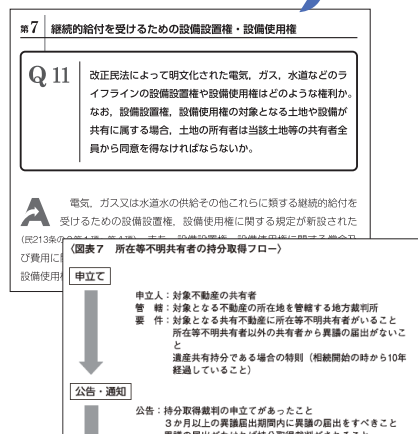 第7 継続的給付を受けるための設備設置権・設備使用権
Q 11
改正民法によって明文化された電気，ガス，水道などのラ
イフラインの設備設置権や設備使用権はどのような権利か。
なお，設備設置権，設備使用権の対象となる土地や設備が
共有に属する場合，土地の所有者は当該土地等の共有者全
員から同意を得なければならないか。
A 電気，ガス又は水道水の供給その他これらに類する継続的給付を
受けるための設備設置権，設備使用権に関する規定が新設された
（民213条の
び費用に
設備使用
〈図表7 所在等不明共有者の持分取得フロー〉
申立て
申立人：対象不動産の共有者
管　轄：対象となる不動産の所在地を管轄する地方裁判所
要　件：対象となる共有不動産に所在等不明共有者がいること
所在等不明共有者以外の共有者から異議の届出がないこ
と
遺産共有持分である場合の特則（相続開始の時から10年
経過していること）
公告・通知
公告：持分取得裁判の申立てがあったこと
3か月以上の異議届出期間内に異議の届出をすべきこと